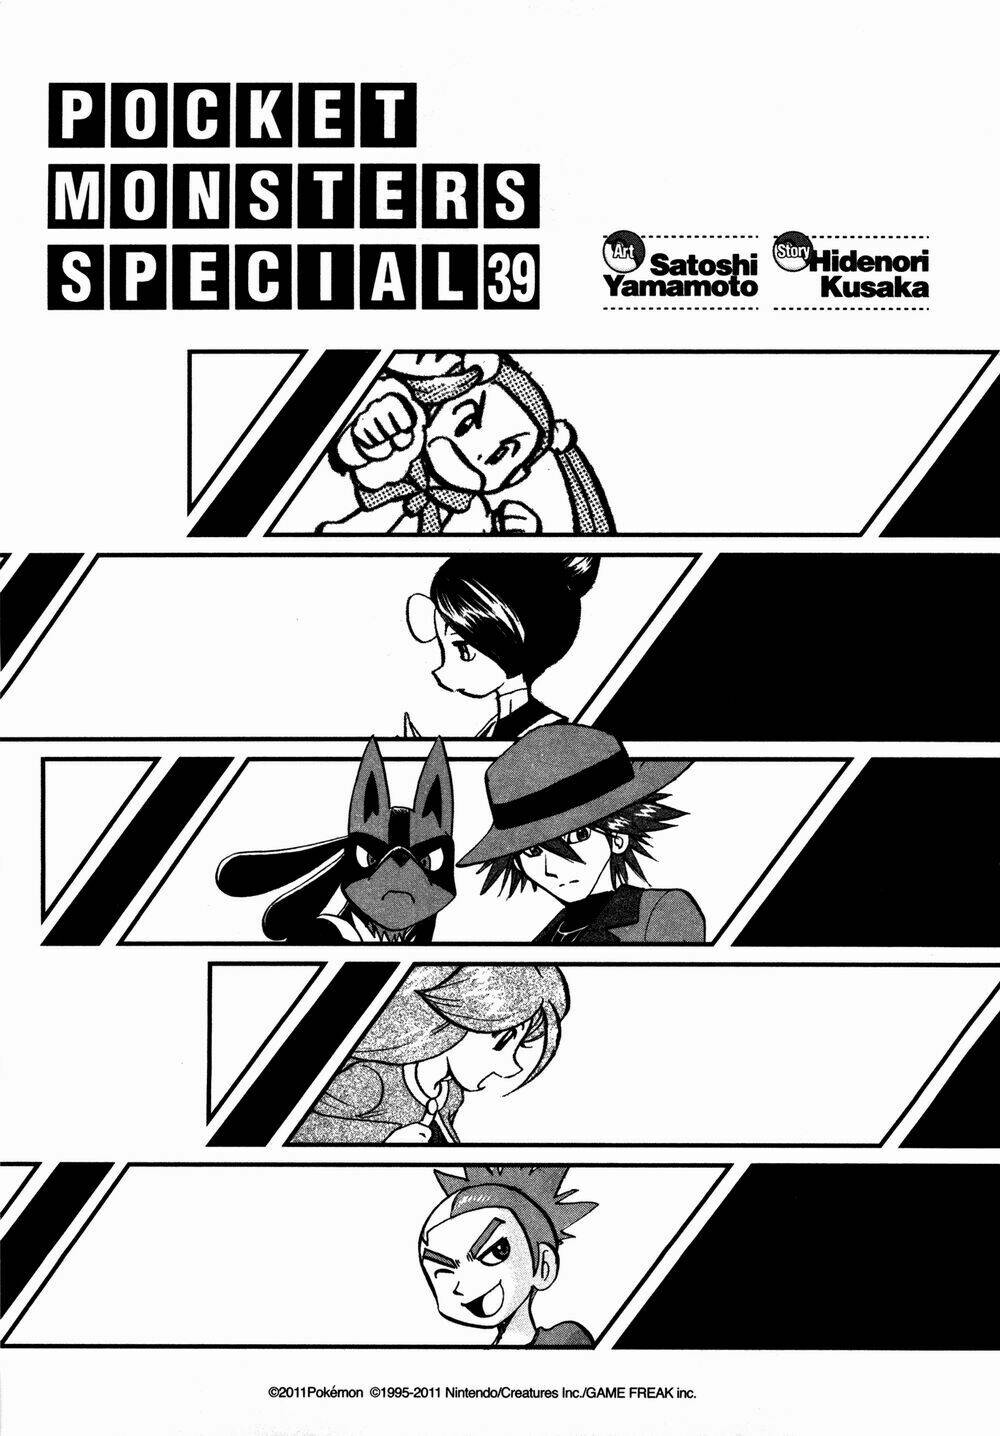 POCKET
MONSTERS
SPECIAL 39
Art
Satoshi
Yamamoto
Story
Hidenori
Kusaka
©2011Pokémon ©1995-2011 Nintendo/Creatures Inc./GAME FREAK inc.